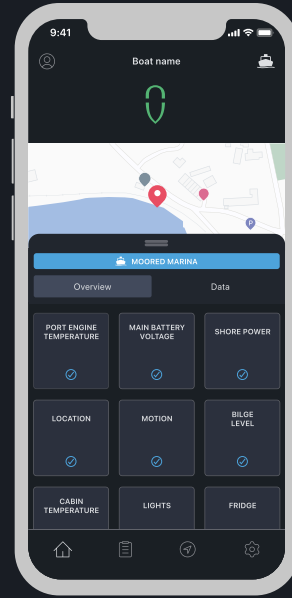 9:41
Boat name
P
MOORED MARINA
Overview
Data
PORT ENGINE
TEMPERATURE
MAIN BATTERY
VOLTAGE
SHORE POWER
LOCATION
MOTION
BILGE
LEVEL
CABIN
TEMPERATURE
LIGHTS
FRIDGE